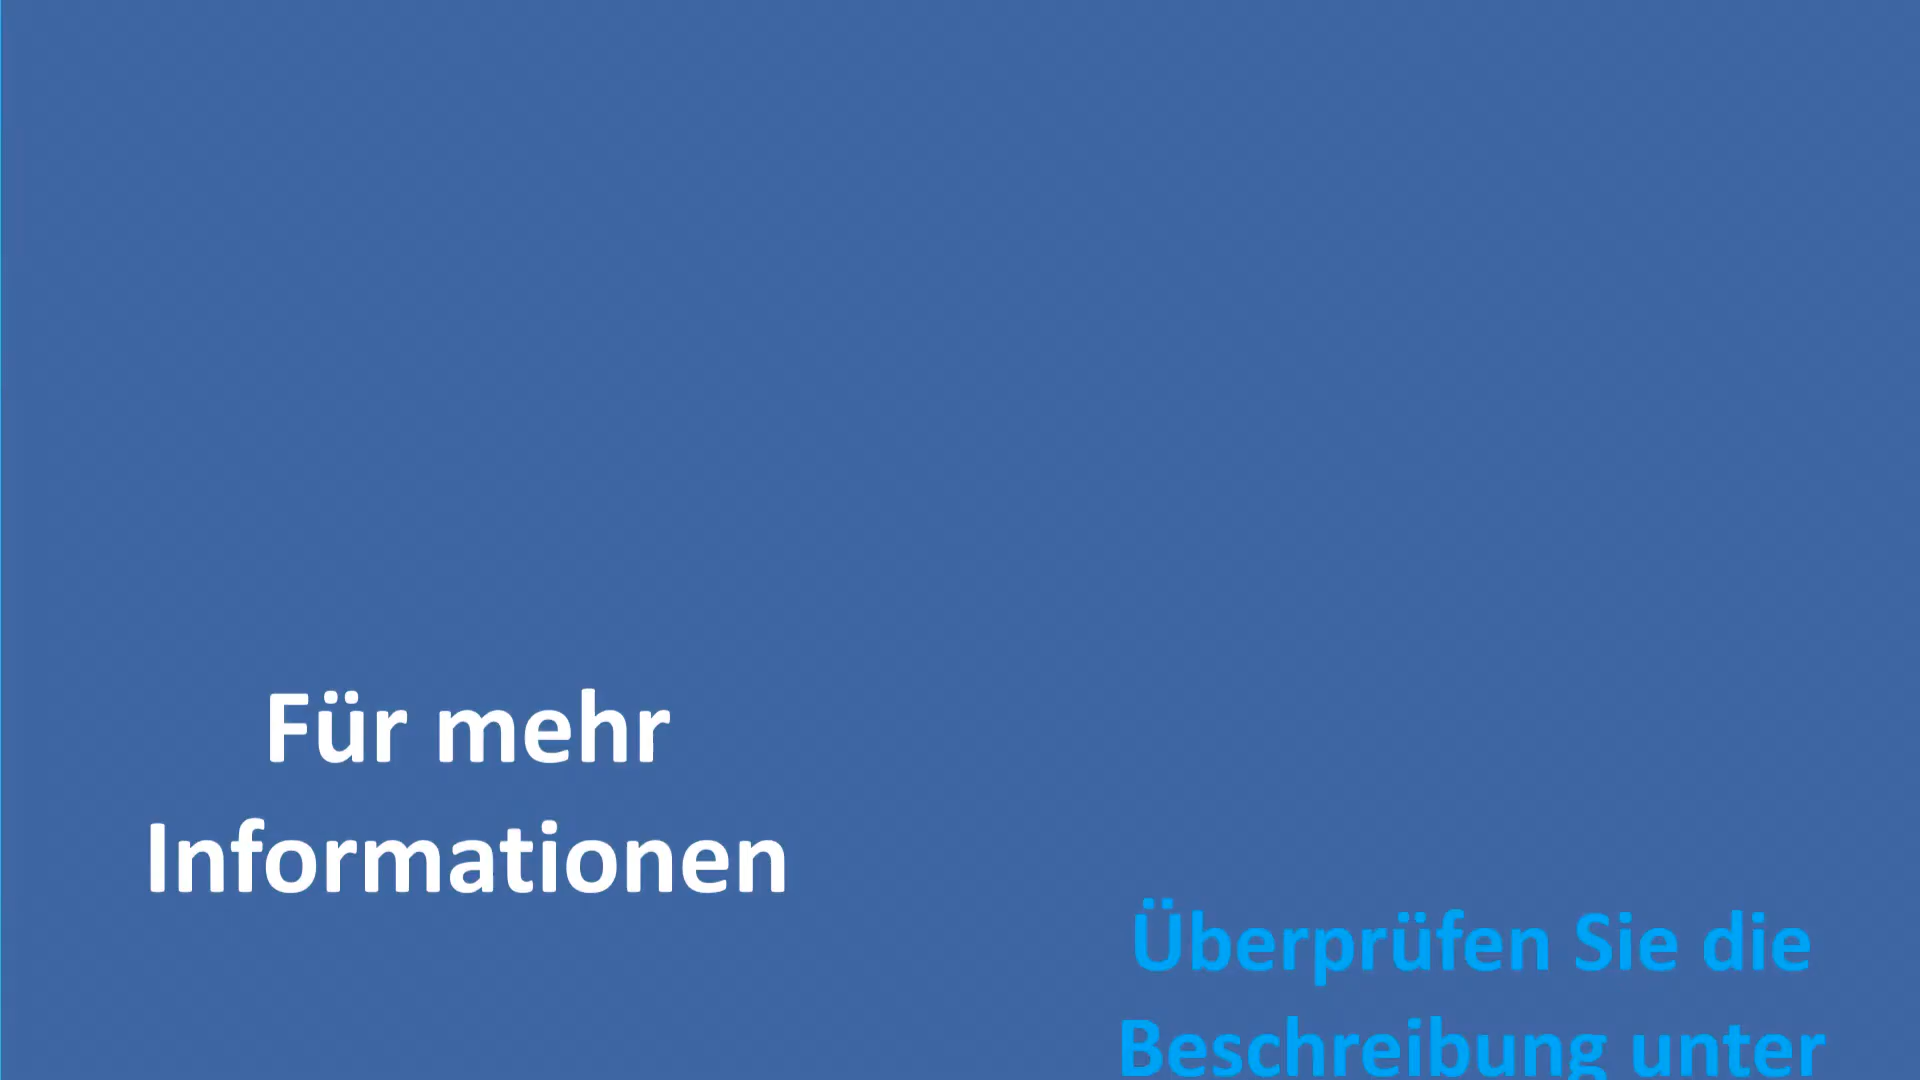 Für mehr
Informationen
Überprüfen Sie die
Beschreibung unter